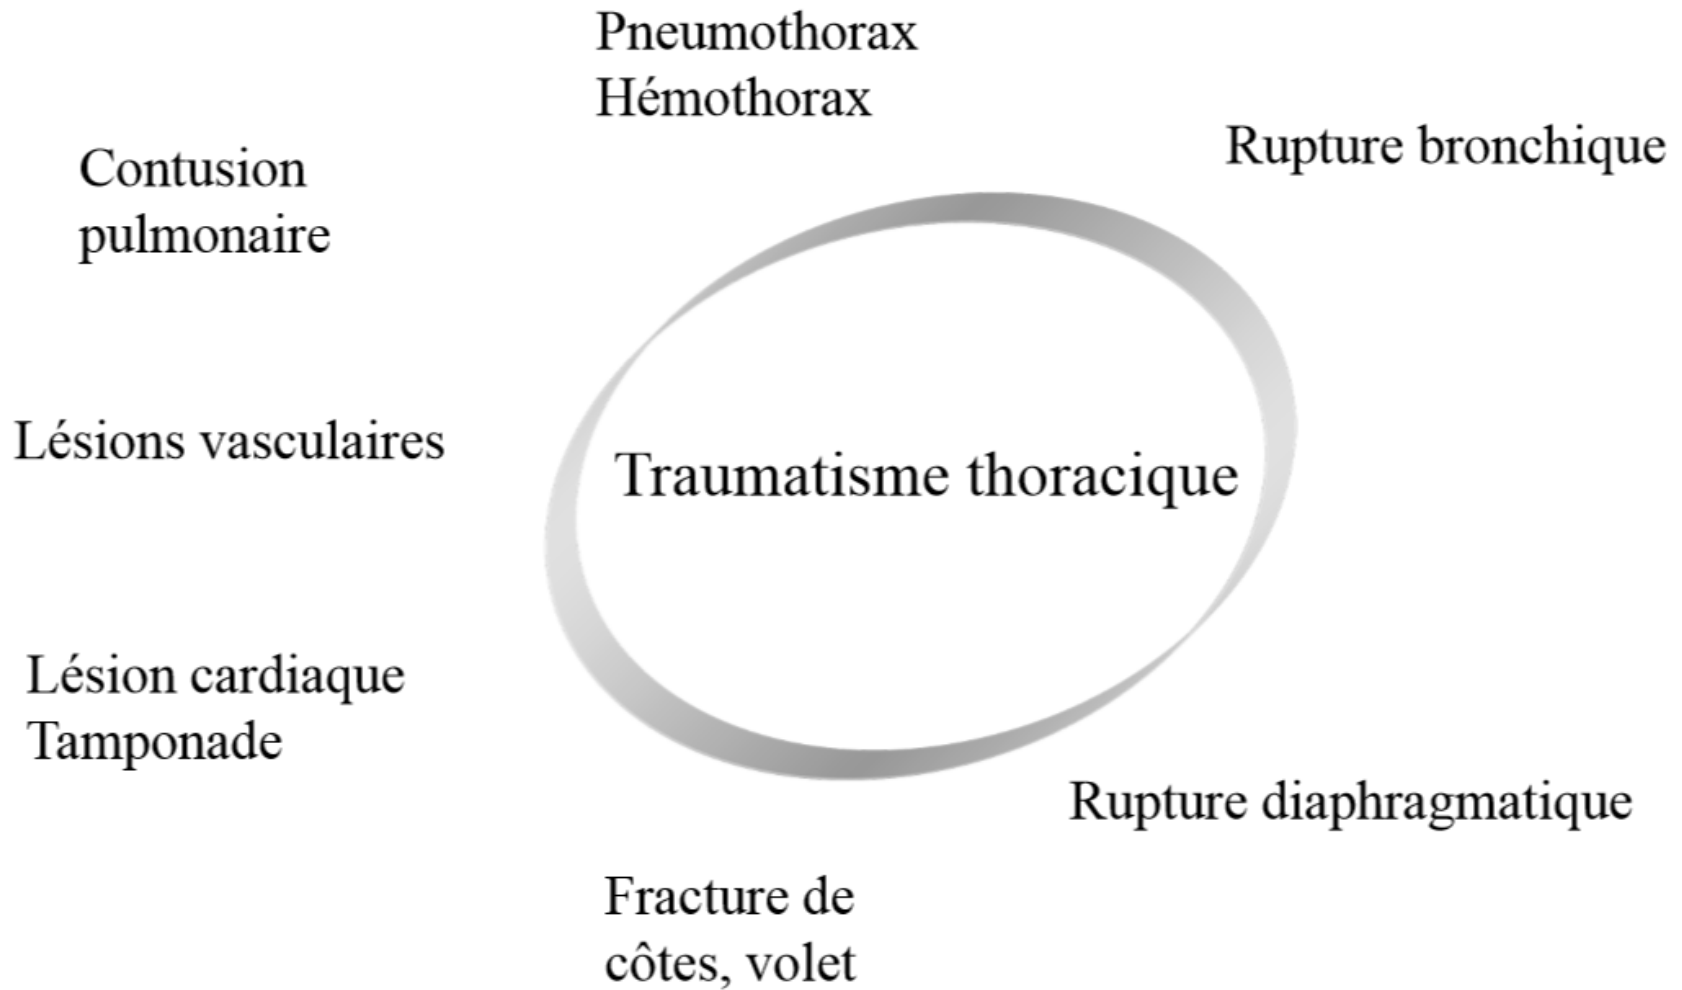 Pneumothorax
Hémothorax
Rupture bronchique
Contusion
pulmonaire
Lésions vasculaires
Traumatisme thoracique
Lésion cardiaque
Tamponade
Rupture diaphragmatique
Fracture de
côtes, volet